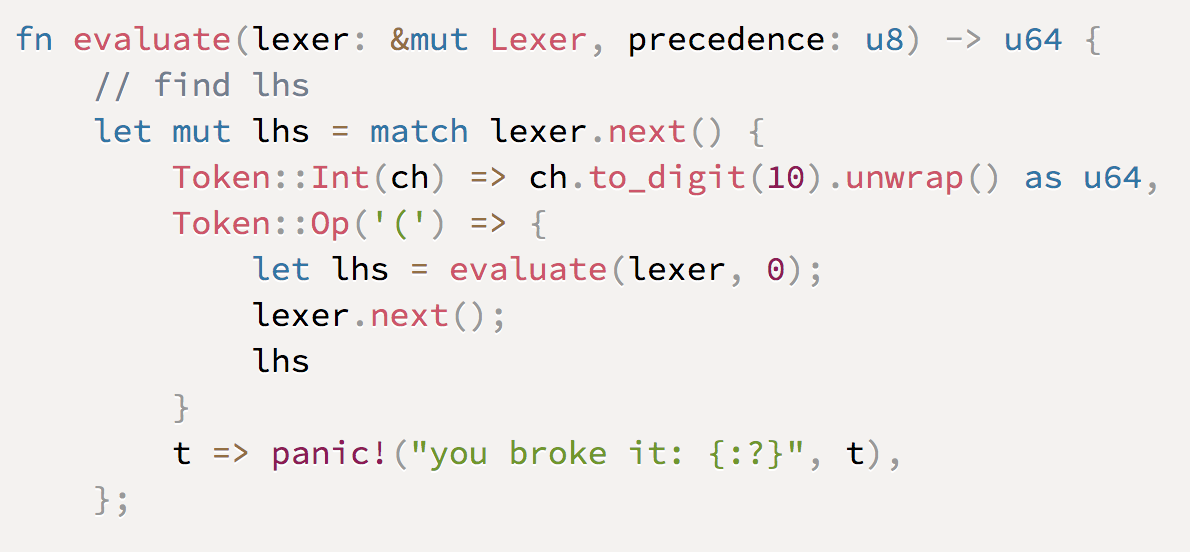 fn evaluate(lexer: &mut Lexer, precedence: u8) -> u64 {
    // find lhs
    let mut lhs = match lexer.next() {
        Token::Int(ch) => ch.to_digit(10).unwrap() as u64,
        Token::Op('(') => {
            let lhs = evaluate(lexer, 0);
            lexer.next();
            lhs
        }
        t => panic!("you broke it: {:?}", t),
    };